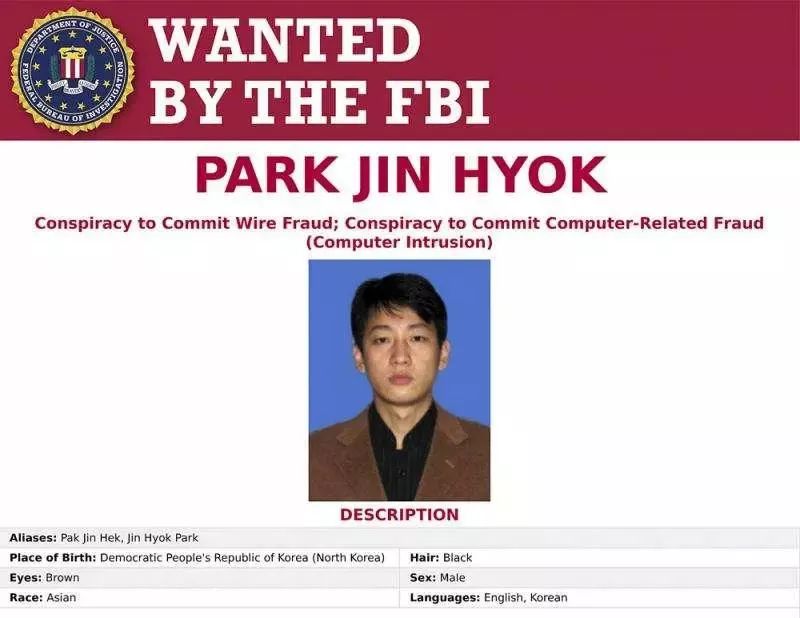 DEPARTMENT OF JUSTICE
FEDERAL BUREAU OF INVESTIGATION
WANTED
BY THE FBI
PARK JIN HYOK
Conspiracy to Commit Wire Fraud; Conspiracy to Commit Computer-Related Fraud
(Computer Intrusion)
DESCRIPTION
Aliases: Pak Jin Hek, Jin Hyok Park
Place of Birth: Democratic People's Republic of Korea (North Korea) Hair: Black
Eyes: Brown Sex: Male
Race: Asian Languages: English, Korean